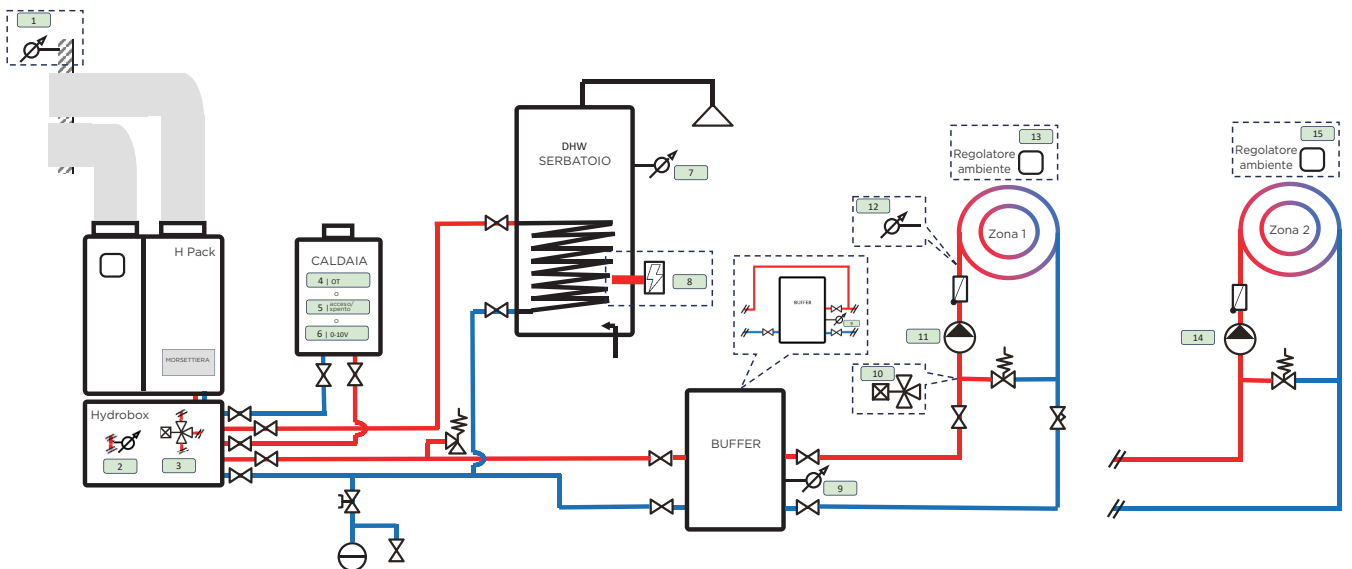 1
H Pack
MORSETTIERA
Hydrobox
2
3
CALDAIA
4 | OT
o
5 | acceso/
spento
o
6 | 0-10V
DHW
SERBATOIO
7
8
BUFFER
9
BUFFER
9
10
11
12
13
Regolatore
ambiente
Zona 1
14
15
Regolatore
ambiente
Zona 2